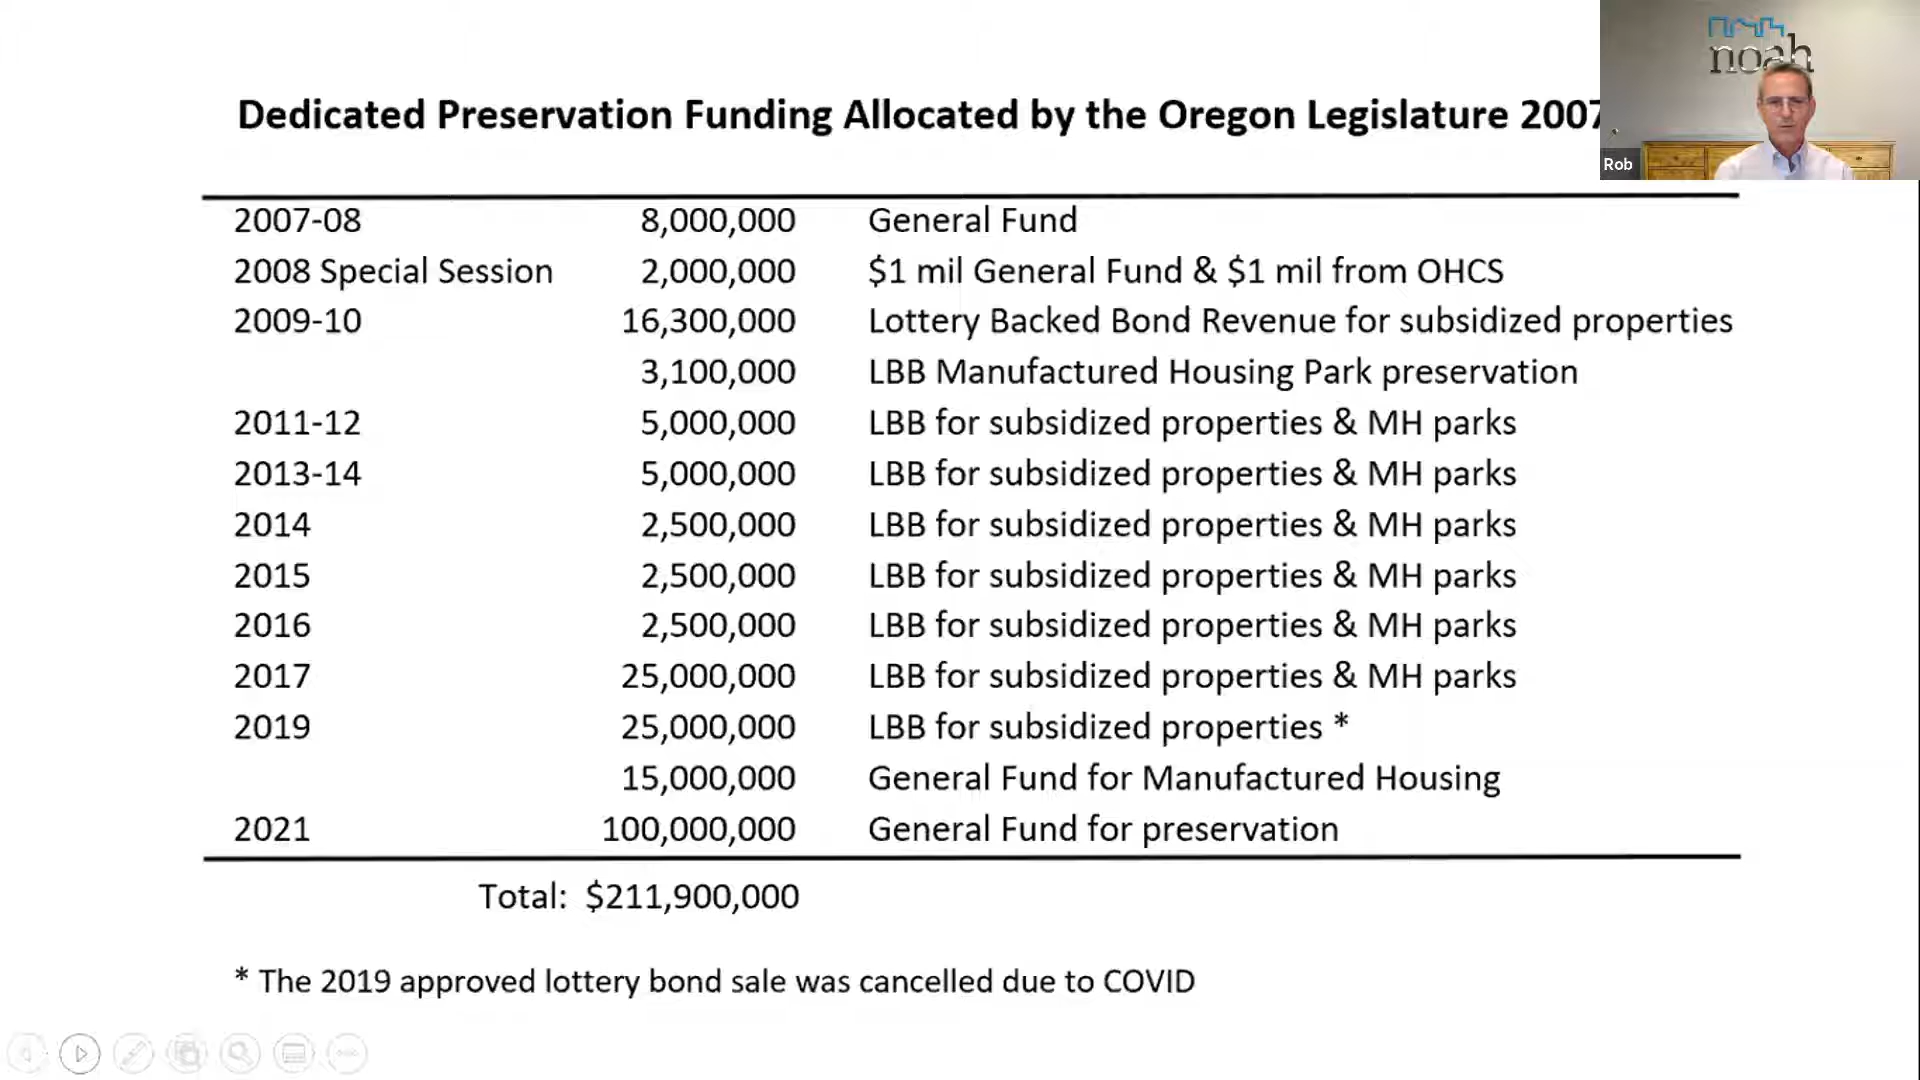 noah
Dedicated Preservation Funding Allocated by the Oregon Legislature 2007
Rob
2007-08 8,000,000 General Fund
2008 Special Session 2,000,000 $1 mil General Fund & $1 mil from OHCS
2009-10 16,300,000 Lottery Backed Bond Revenue for subsidized properties
3,100,000 LBB Manufactured Housing Park preservation
2011-12 5,000,000 LBB for subsidized properties & MH parks
2013-14 5,000,000 LBB for subsidized properties & MH parks
2014 2,500,000 LBB for subsidized properties & MH parks
2015 2,500,000 LBB for subsidized properties & MH parks
2016 2,500,000 LBB for subsidized properties & MH parks
2017 25,000,000 LBB for subsidized properties & MH parks
2019 25,000,000 LBB for subsidized properties *
15,000,000 General Fund for Manufactured Housing
2021 100,000,000 General Fund for preservation
Total: $211,900,000
* The 2019 approved lottery bond sale was cancelled due to COVID